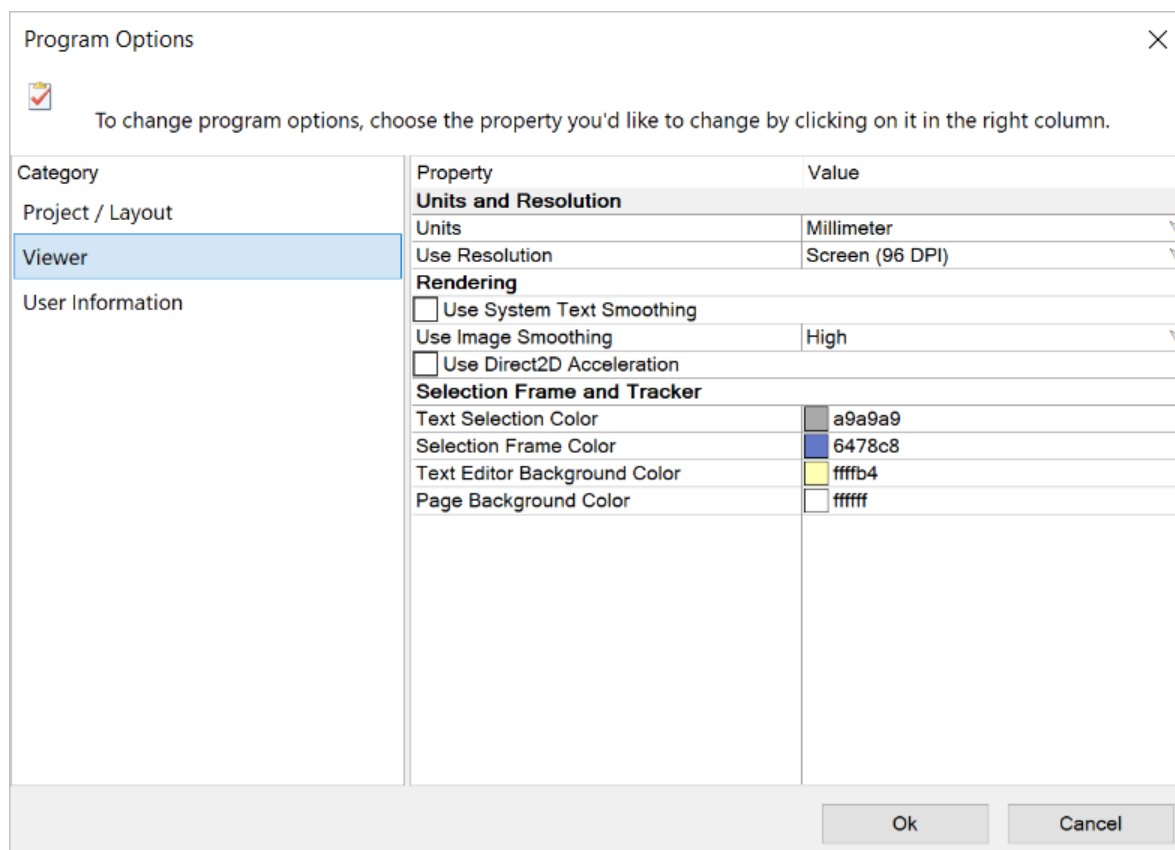 Program Options
To change program options, choose the property you'd like to change by clicking on it in the right column.
Category
Project / Layout
Viewer
User Information
Property Value
Units and Resolution
Units Millimeter
Use Resolution Screen (96 DPI)
Rendering
Use System Text Smoothing
Use Image Smoothing High
Use Direct2D Acceleration
Selection Frame and Tracker
Text Selection Color a9a9a9
Selection Frame Color 6478c8
Text Editor Background Color ffffb4
Page Background Color ffffff
Ok Cancel